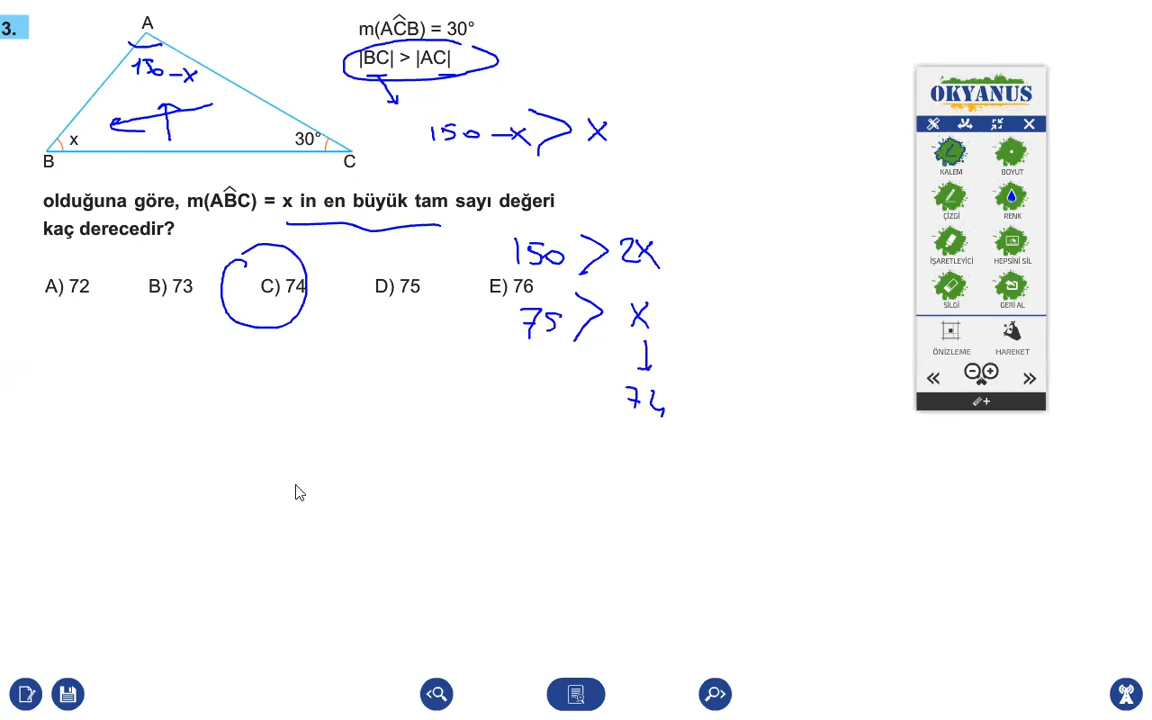 3.
A
m(ACB) = 30°
|BC| > |AC|
150 - x
150 - x > x
x
30°
B
C
olduğuna göre, m(ABC) = x in en büyük tam sayı değeri
kaç derecedir?
150 > 2x
A) 72
B) 73
C) 74
D) 75
E) 76
75 > x
74
OKYANUS
KALEM
BOYUT
ÇİZGİ
RENK
İŞARETLEYİCİ
HEPSİNİ SİL
SİLGİ
GERİ AL
ÖNİZLEME
HAREKET